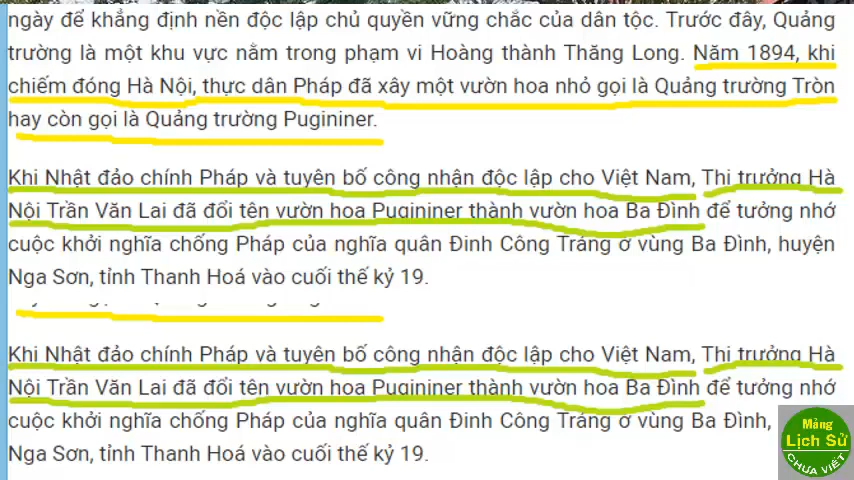 ngày để khẳng định nền độc lập chủ quyền vững chắc của dân tộc. Trước đây, Quảng
trường là một khu vực nằm trong phạm vi Hoàng thành Thăng Long. Năm 1894, khi
chiếm đóng Hà Nội, thực dân Pháp đã xây một vườn hoa nhỏ gọi là Quảng trường Tròn
hay còn gọi là Quảng trường Pugininer.
Khi Nhật đảo chính Pháp và tuyên bố công nhận độc lập cho Việt Nam, Thị trưởng Hà
Nội Trần Văn Lai đã đổi tên vườn hoa Pugininer thành vườn hoa Ba Đình để tưởng nhớ
cuộc khởi nghĩa chống Pháp của nghĩa quân Đinh Công Tráng ở vùng Ba Đình, huyện
Nga Sơn, tỉnh Thanh Hoá vào cuối thế kỷ 19.
Khi Nhật đảo chính Pháp và tuyên bố công nhận độc lập cho Việt Nam, Thị trưởng Hà
Nội Trần Văn Lai đã đổi tên vườn hoa Pugininer thành vườn hoa Ba Đình để tưởng nhớ
cuộc khởi nghĩa chống Pháp của nghĩa quân Đinh Công Tráng ở vùng Ba Đình,
Nga Sơn, tỉnh Thanh Hoá vào cuối thế kỷ 19.
Mảng
Lịch Sử
CHƯA VIẾT